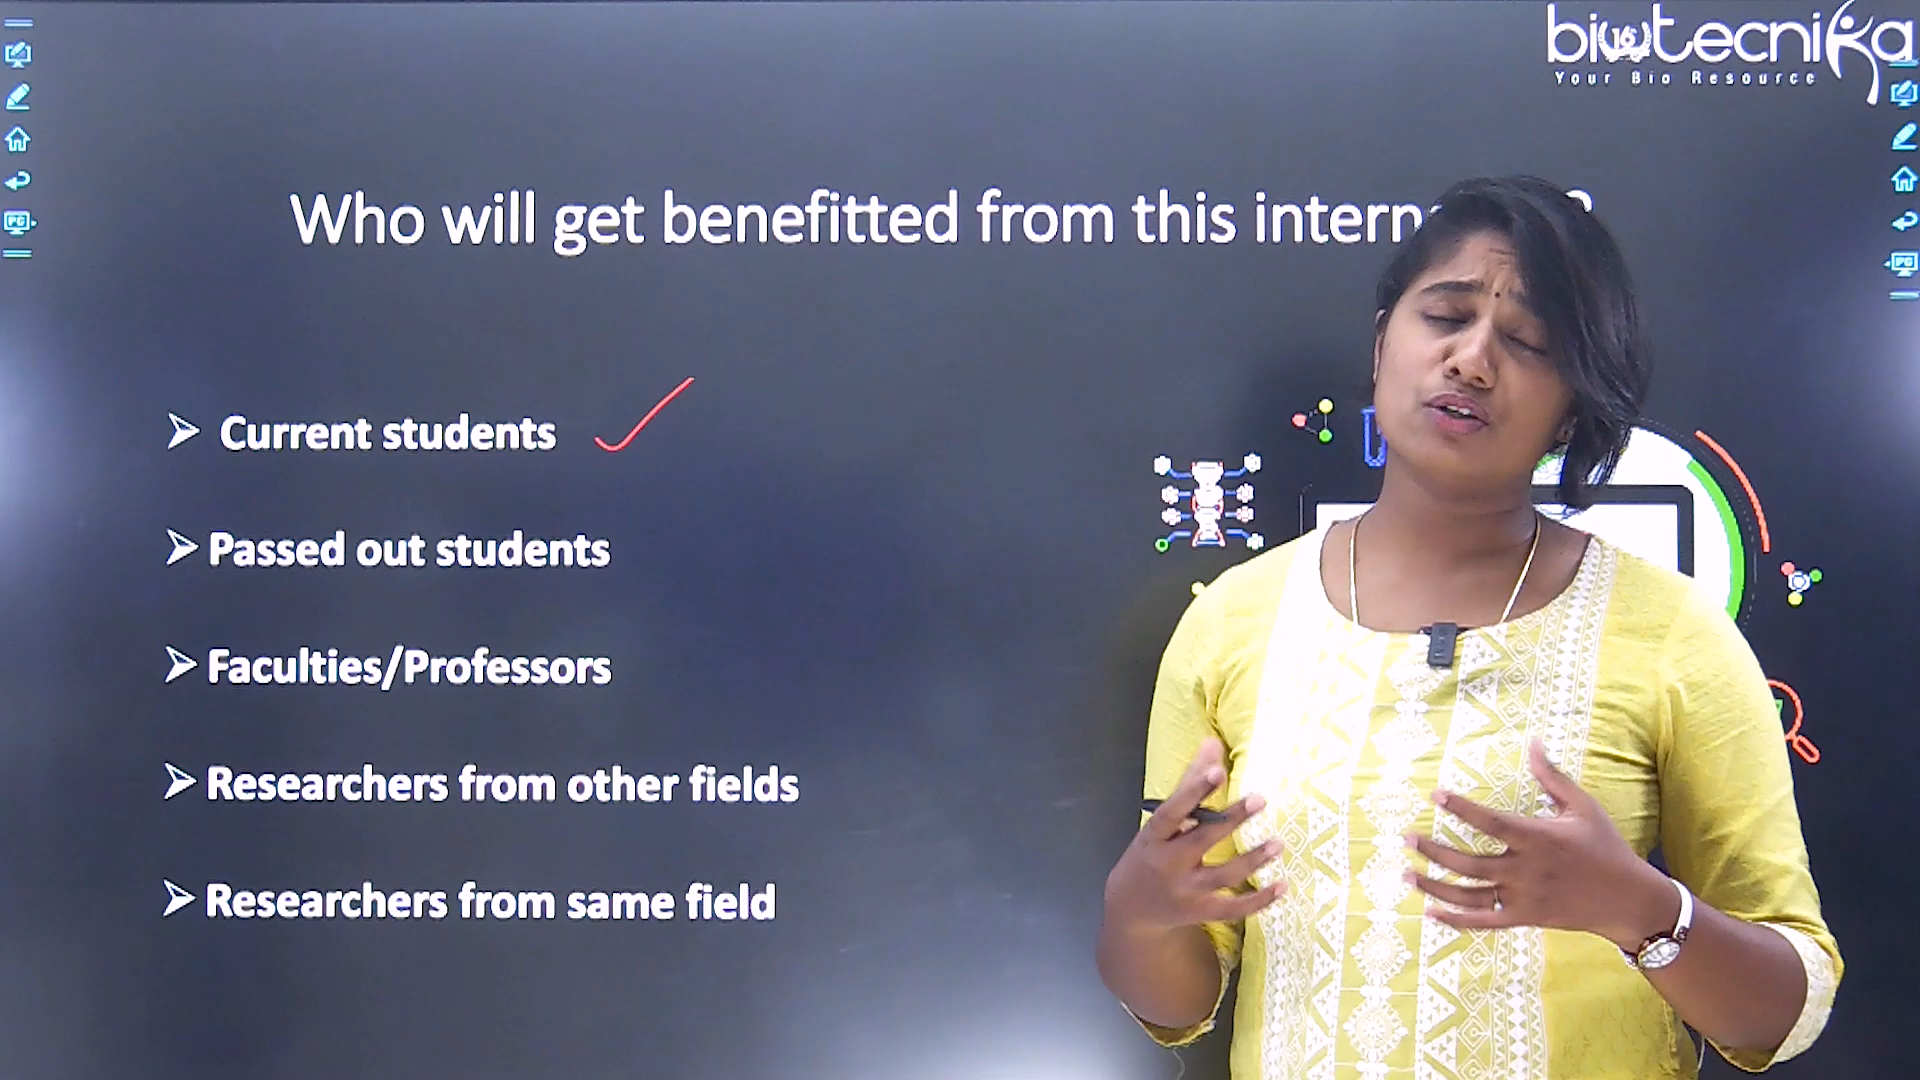 biotecnika
Your Bio Resource
Who will get benefitted from this intern
➢ Current students
➢ Passed out students
➢ Faculties/Professors
➢ Researchers from other fields
➢ Researchers from same field